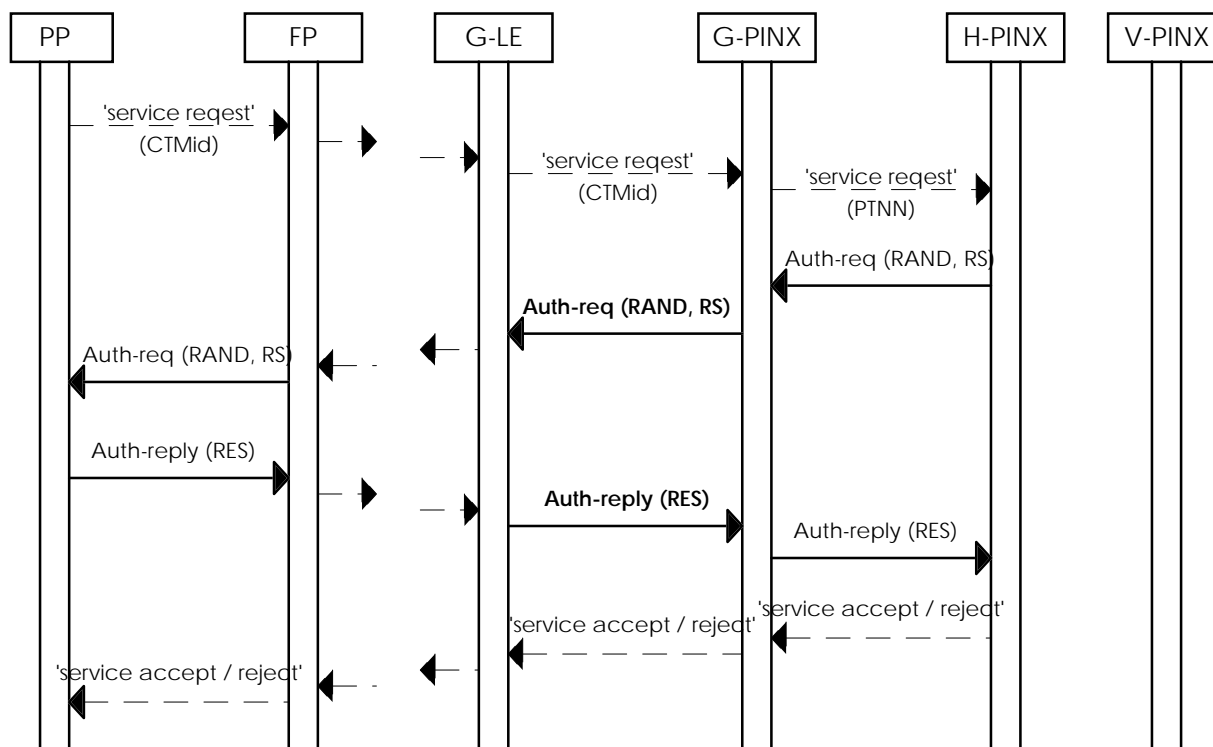 PP FP G-LE G-PINX H-PINX V-PINX
'service reqest'
(CTMid)
'service reqest'
(CTMid)
'service reqest'
(PTNN)
Auth-req (RAND, RS)
Auth-req (RAND, RS)
Auth-req (RAND, RS)
Auth-reply (RES)
Auth-reply (RES)
Auth-reply (RES)
'service accept / reject'
'service accept / reject'
'service accept / reject'